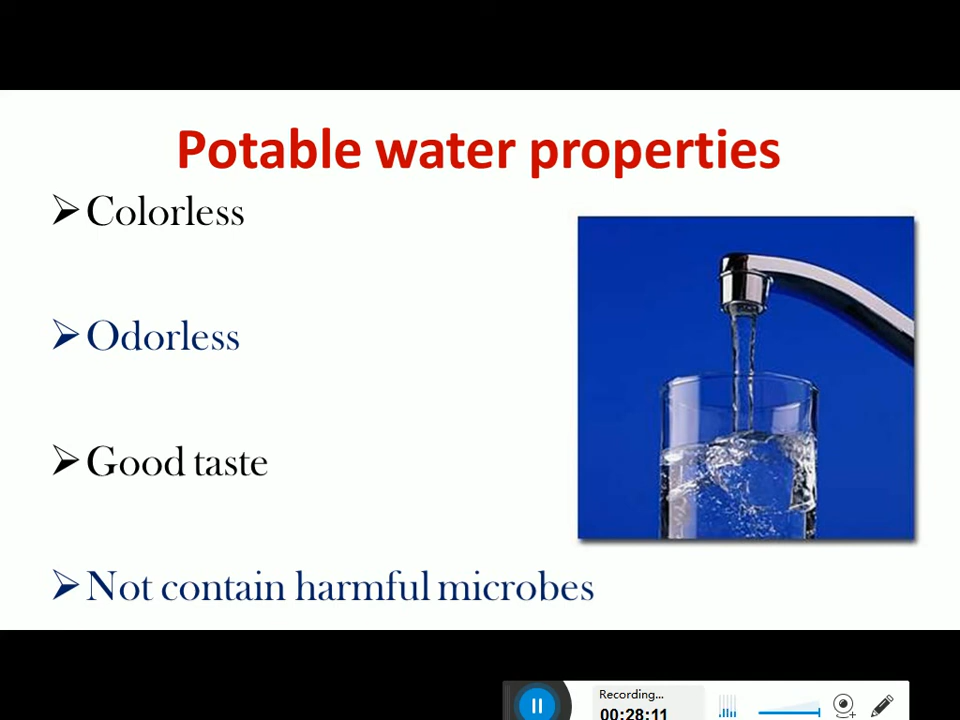 Potable water properties
Colorless
Odorless
Good taste
Not contain harmful microbes
Recording...
00:28:11